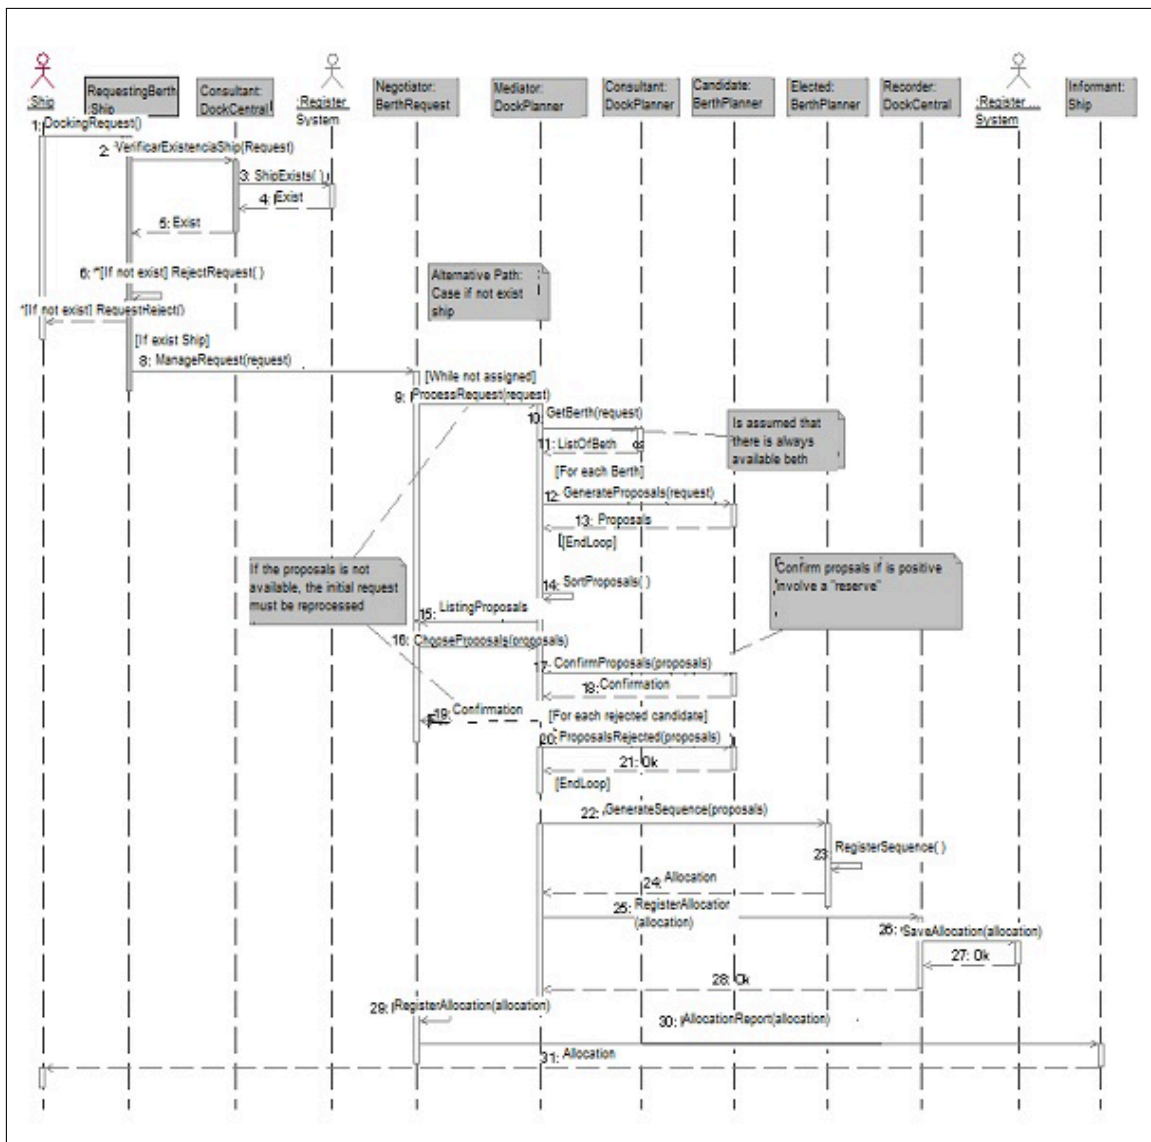 :Ship
RequestingBerth
:Ship
Consultant:
DockCentral
:Register
System
Negotiator:
BerthRequest
Mediator:
DockPlanner
Consultant:
DockPlanner
Candidate:
BerthPlanner
Elected:
BerthPlanner
Recorder:
DockCentral
:Register ...
System
Informant:
Ship
1: DockingRequest()
2: VerificarExistenciaShip(Request)
3: ShipExists( )
4: Exist
5: Exist
6: *[If not exist] RejectRequest( )
*[If not exist] RequestReject()
Alternative Path:
Case if not exist
ship
[If exist Ship]
8: ManageRequest(request)
[While not assigned]
9: ProcessRequest(request)
10: GetBerth(request)
11: ListOfBeth
Is assumed that
there is always
available beth
[For each Berth]
12: GenerateProposals(request)
13: Proposals
[EndLoop]
If the proposals is not
available, the initial request
must be reprocessed
Confirm propsals if is positive
involve a "reserve"
14: SortProposals( )
15: ListingProposals
16: ChooseProposals(proposals)
17: ConfirmProposals(proposals)
18: Confirmation
19: Confirmation
[For each rejected candidate]
20: ProposalsRejected(proposals)
21: Ok
[EndLoop]
22: GenerateSequence(proposals)
23: RegisterSequence( )
24: Allocation
25: RegisterAllocation
(allocation)
26: SaveAllocation(allocation)
27: Ok
28: Ok
29: RegisterAllocation(allocation)
30: AllocationReport(allocation)
31: Allocation